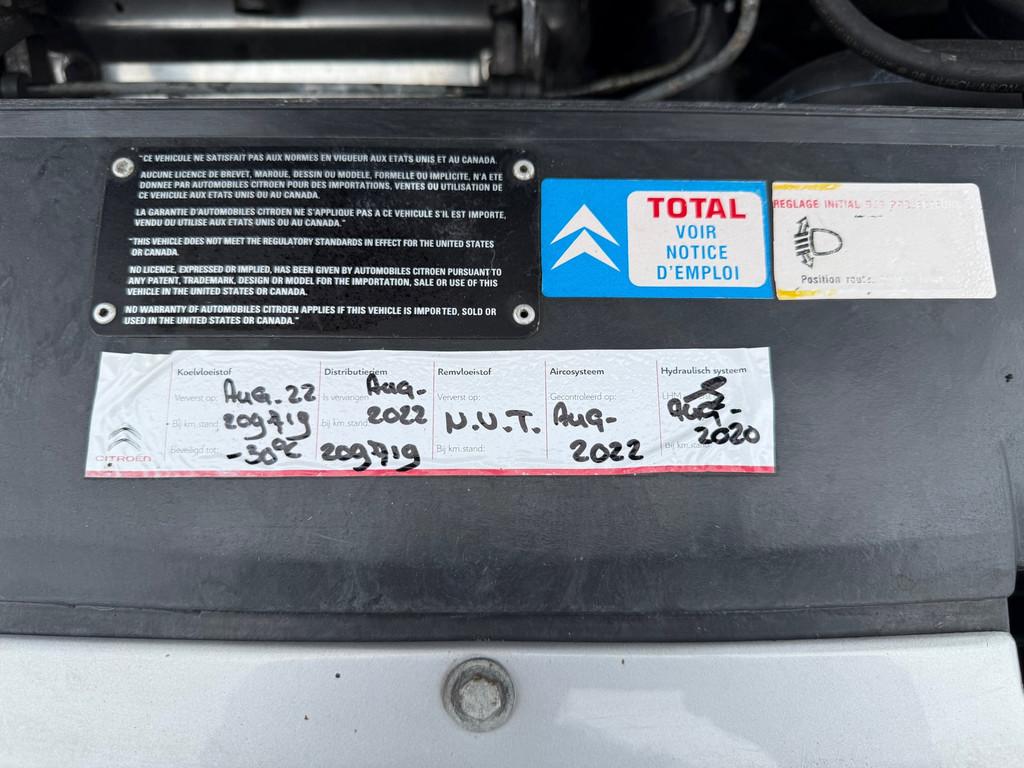 "CE VEHICULE NE SATISFAIT PAS AUX NORMES EN VIGUEUR AUX ETATS UNIS ET AU CANADA.
AUCUNE LICENCE DE BREVET, MARQUE, DESSIN OU MODELE, FORMELLE OU IMPLICITE, N'A ETE
DONNEE PAR AUTOMOBILES CITROEN POUR DES IMPORTATIONS, VENTES OU UTILISATION DE
CE VEHICULE AUX ETATS UNIS OU AU CANADA.
LA GARANTIE D'AUTOMOBILES CITROEN NE S'APPLIQUE PAS A CE VEHICULE S'IL EST IMPORTE,
VENDU OU UTILISE AUX ETATS UNIS OU AU CANADA."
"THIS VEHICLE DOES NOT MEET THE REGULATORY STANDARDS IN EFFECT FOR THE UNITED STATES
OR CANADA.
NO LICENCE, EXPRESSED OR IMPLIED, HAS BEEN GIVEN BY AUTOMOBILES CITROEN PURSUANT TO
ANY PATENT, TRADEMARK, DESIGN OR MODEL FOR THE IMPORTATION, SALE OR USE OF THIS
VEHICLE IN THE UNITED STATES OR CANADA.
NO WARRANTY OF AUTOMOBILES CITROEN APPLIES IF THIS VEHICLE IS IMPORTED, SOLD OR
USED IN THE UNITED STATES OR CANADA."
TOTAL
VOIR
NOTICE
D'EMPLOI
REGLAGE INITIAL DES PROJECTEURS
Position route.
CITROËN
Koelvloeistof
Ververst op: Aug. 22
Bij km.stand: 209719
Beveiligd tot: -30°C
Distributieriem
Is vervangen Aug.
2022
Bij km.stand:
209719
Remvloeistof
Ververst op:
N.V.T.
Bij km.stand:
Aircosysteem
Gecontroleerd op:
Aug-
2022
Hydraulisch systeem
LHM
Aug-
2020
Bij km.stand